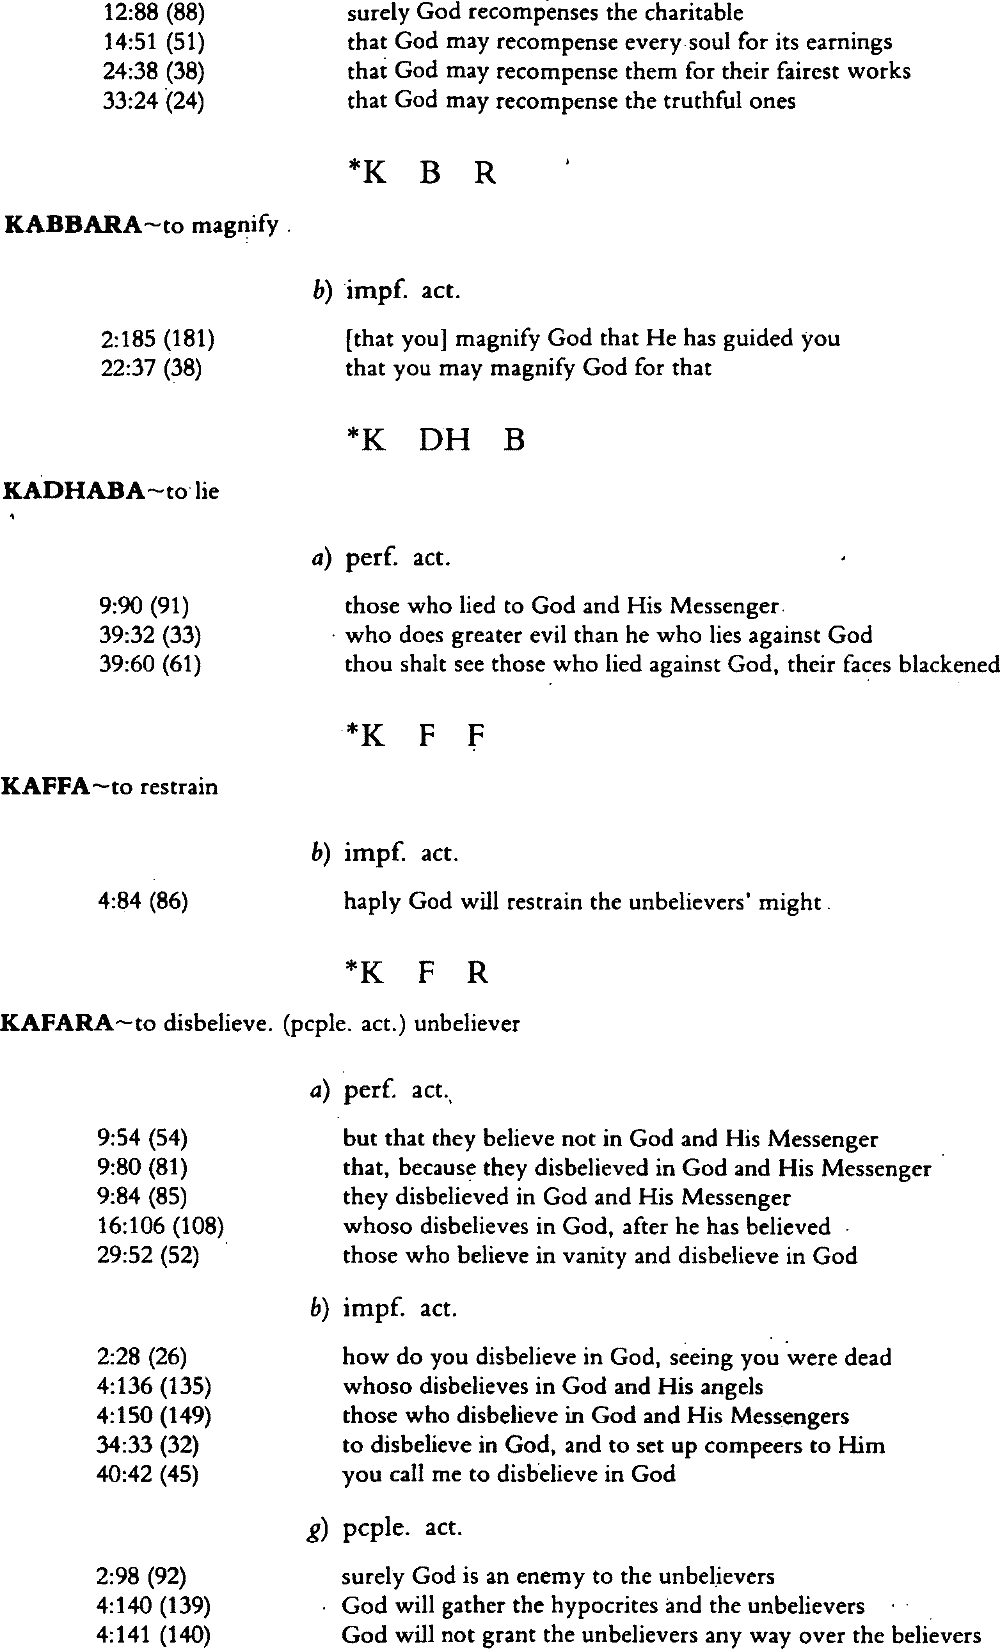 12:88 (88) surely God recompenses the charitable
14:51 (51) that God may recompense every soul for its earnings
24:38 (38) that God may recompense them for their fairest works
33:24 (24) that God may recompense the truthful ones
*K B R
KABBARA~to magnify
b) impf. act.
2:185 (181) [that you] magnify God that He has guided you
22:37 (38) that you may magnify God for that
*K DH B
KADHABA~to lie
a) perf. act.
9:90 (91) those who lied to God and His Messenger
39:32 (33) who does greater evil than he who lies against God
39:60 (61) thou shalt see those who lied against God, their faces blackened
*K F F
KAFFA~to restrain
b) impf. act.
4:84 (86) haply God will restrain the unbelievers' might
*K F R
KAFARA~to disbelieve. (pcple. act.) unbeliever
a) perf. act.
9:54 (54) but that they believe not in God and His Messenger
9:80 (81) that, because they disbelieved in God and His Messenger
9:84 (85) they disbelieved in God and His Messenger
16:106 (108) whoso disbelieves in God, after he has believed
29:52 (52) those who believe in vanity and disbelieve in God
b) impf. act.
2:28 (26) how do you disbelieve in God, seeing you were dead
4:136 (135) whoso disbelieves in God and His angels
4:150 (149) those who disbelieve in God and His Messengers
34:33 (32) to disbelieve in God, and to set up compeers to Him
40:42 (45) you call me to disbelieve in God
g) pcple. act.
2:98 (92) surely God is an enemy to the unbelievers
4:140 (139) God will gather the hypocrites and the unbelievers
4:141 (140) God will not grant the unbelievers any way over the believers